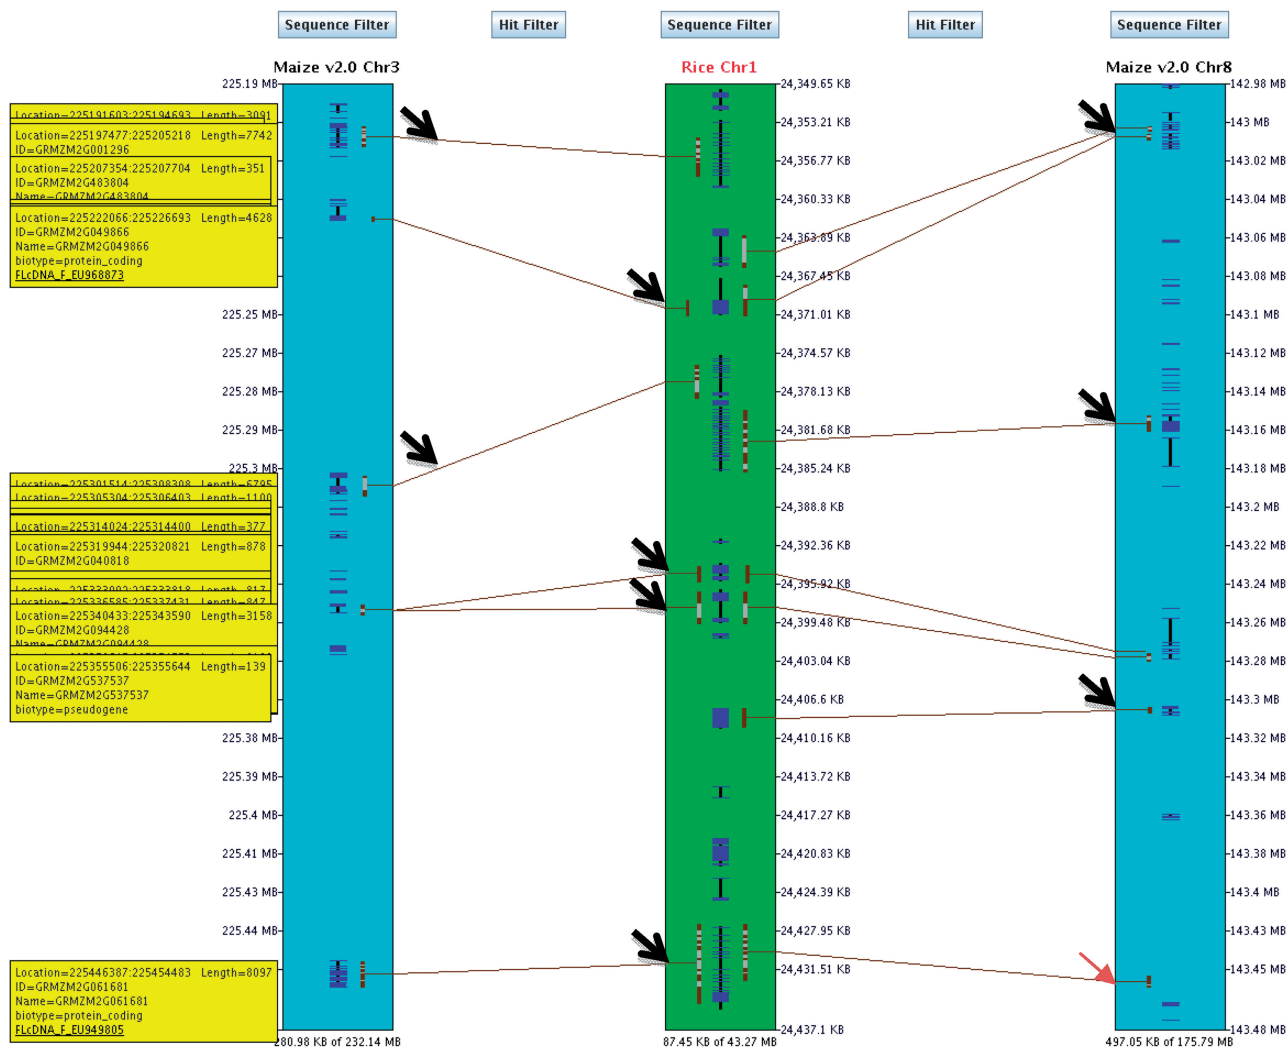 Sequence Filter
Hit Filter
Sequence Filter
Hit Filter
Sequence Filter
Maize v2.0 Chr3
Rice Chr1
Maize v2.0 Chr8
225.19 MB
225.25 MB
225.27 MB
225.28 MB
225.29 MB
225.3 MB
225.38 MB
225.39 MB
225.4 MB
225.41 MB
225.43 MB
225.44 MB
Location=225191603:225194693 Length=3091
Location=225197477:225205218 Length=7742
ID=GRMZM2G001296
Location=225207354:225207704 Length=351
ID=GRMZM2G483804
Name=GRMZM2G483804
Location=225222066:225226693 Length=4628
ID=GRMZM2G049866
Name=GRMZM2G049866
biotype=protein_coding
FLcDNA_F_EU968873
Location=225301514:225308308 Length=6795
Location=225305304:225306403 Length=1100
Location=225314024:225314400 Length=377
Location=225319944:225320821 Length=878
ID=GRMZM2G040818
Location=225333002:225333818 Length=817
Location=225336585:225337431 Length=847
Location=225340433:225343590 Length=3158
ID=GRMZM2G094428
Name=GRMZM2G094428
Location=225355506:225355644 Length=139
ID=GRMZM2G537537
Name=GRMZM2G537537
biotype=pseudogene
Location=225446387:225454483 Length=8097
ID=GRMZM2G061681
Name=GRMZM2G061681
biotype=protein_coding
FLcDNA_F_EU949805
24,349.65 KB
24,353.21 KB
24,356.77 KB
24,360.33 KB
24,363.89 KB
24,367.45 KB
24,371.01 KB
24,374.57 KB
24,378.13 KB
24,381.68 KB
24,385.24 KB
24,388.8 KB
24,392.36 KB
24,395.92 KB
24,399.48 KB
24,403.04 KB
24,406.6 KB
24,410.16 KB
24,413.72 KB
24,417.27 KB
24,420.83 KB
24,424.39 KB
24,427.95 KB
24,431.51 KB
24,437.1 KB
142.98 MB
143 MB
143.02 MB
143.04 MB
143.06 MB
143.08 MB
143.1 MB
143.12 MB
143.14 MB
143.16 MB
143.18 MB
143.2 MB
143.22 MB
143.24 MB
143.26 MB
143.28 MB
143.3 MB
143.32 MB
143.34 MB
143.36 MB
143.38 MB
143.4 MB
143.43 MB
143.45 MB
143.48 MB
280.98 KB of 232.14 MB
87.45 KB of 43.27 MB
497.05 KB of 175.79 MB